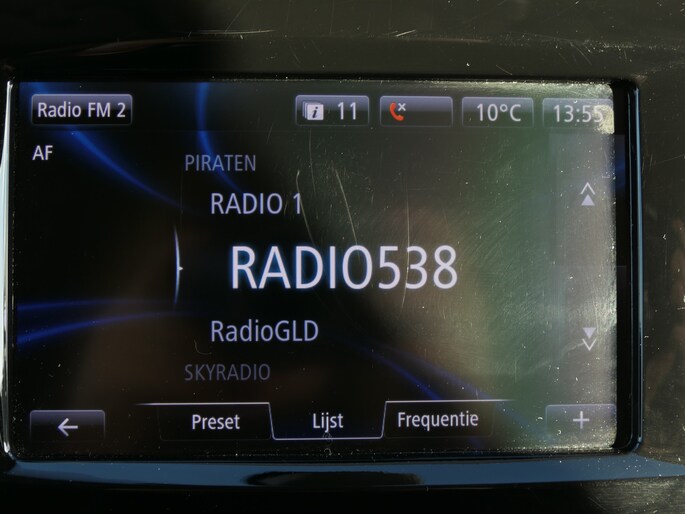 Radio FM 2
11
10°C
13:55
AF
PIRATEN
RADIO 1
RADIO538
RadioGLD
SKYRADIO
Preset
Lijst
Frequentie